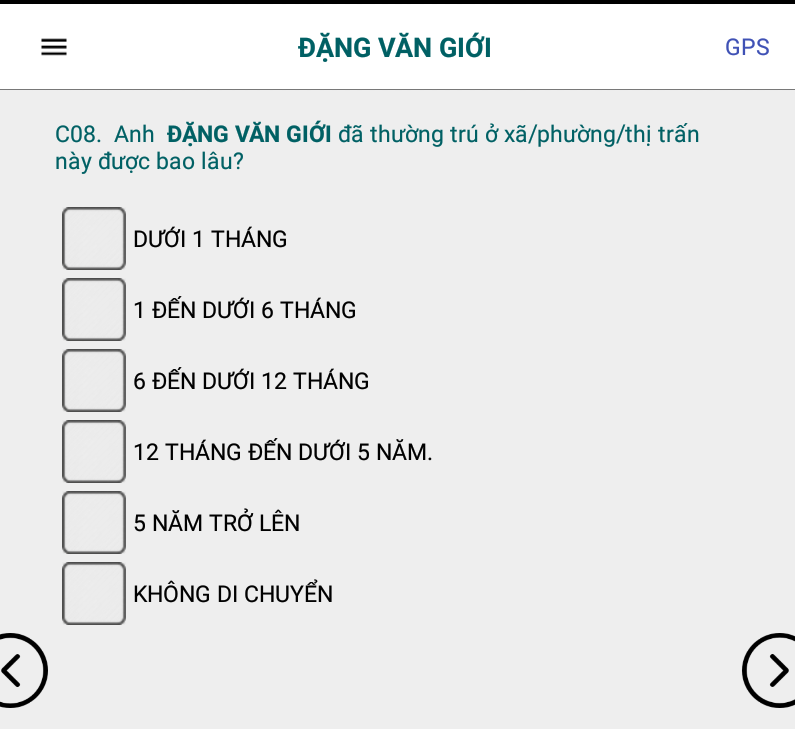 ĐẶNG VĂN GIỚI
GPS
C08. Anh ĐẶNG VĂN GIỚI đã thường trú ở xã/phường/thị trấn
này được bao lâu?
DƯỚI 1 THÁNG
1 ĐẾN DƯỚI 6 THÁNG
6 ĐẾN DƯỚI 12 THÁNG
12 THÁNG ĐẾN DƯỚI 5 NĂM.
5 NĂM TRỞ LÊN
KHÔNG DI CHUYỂN